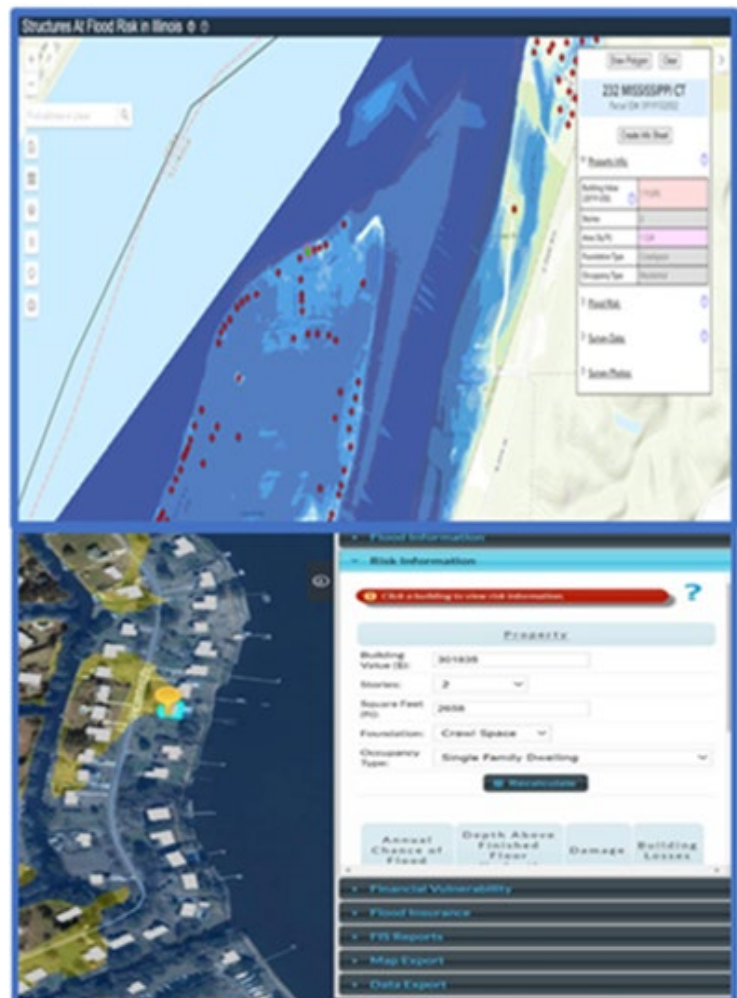 Structures At Flood Risk in Illinois
Draw Polygon Clear
232 MISSISSIPPI CT
Create Info Sheet
Property Info
Building Value
Stories
Area (Sq Ft)
Foundation Type
Occupancy Type
Flood Risk
Survey Data
Survey Photos
Flood Information
Risk Information
Click a building to view risk information.
?
Property
Building Value ($): 301835
Stories: 2
Square Feet (Ft): 2658
Foundation: Crawl Space
Occupancy Type: Single Family Dwelling
Recalculate
Annual Chance of Flood
Depth Above Finished Floor
Damage
Building Losses
Financial Vulnerability
Flood Insurance
FIS Reports
Map Export
Data Export